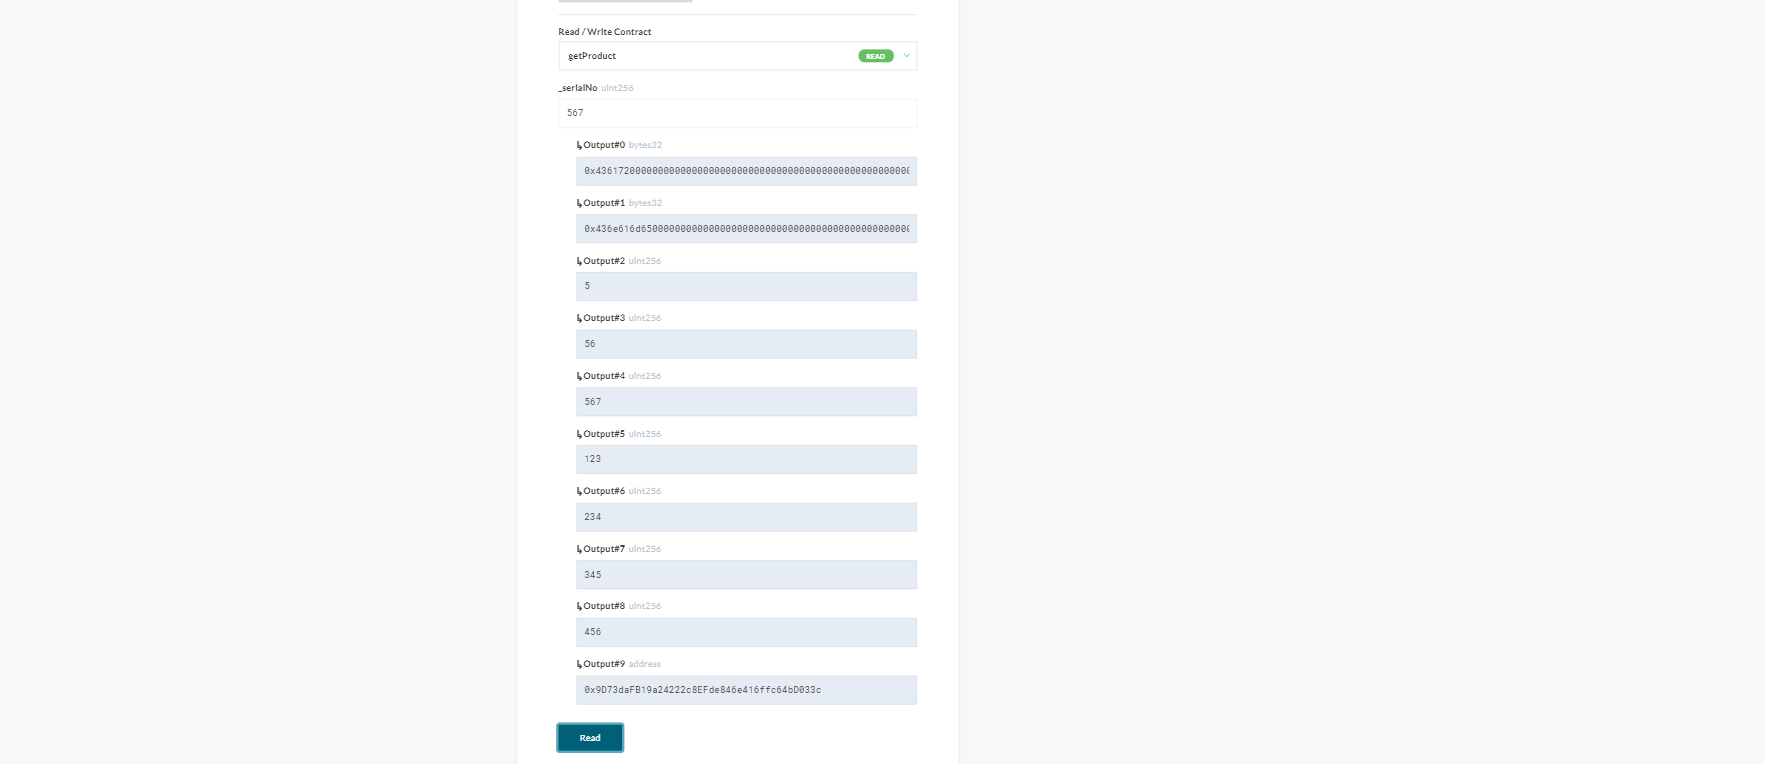 Read / Write Contract
getProduct READ
_serialNo uint256
567
↳Output#0 bytes32
0x43617200000000000000000000000000000000000000000000000000
↳Output#1 bytes32
0x436e616d650000000000000000000000000000000000000000000000
↳Output#2 uint256
5
↳Output#3 uint256
56
↳Output#4 uint256
567
↳Output#5 uint256
123
↳Output#6 uint256
234
↳Output#7 uint256
345
↳Output#8 uint256
456
↳Output#9 address
0x9D73daFB19a24222c8EFde846e416ffc64bD033c
Read